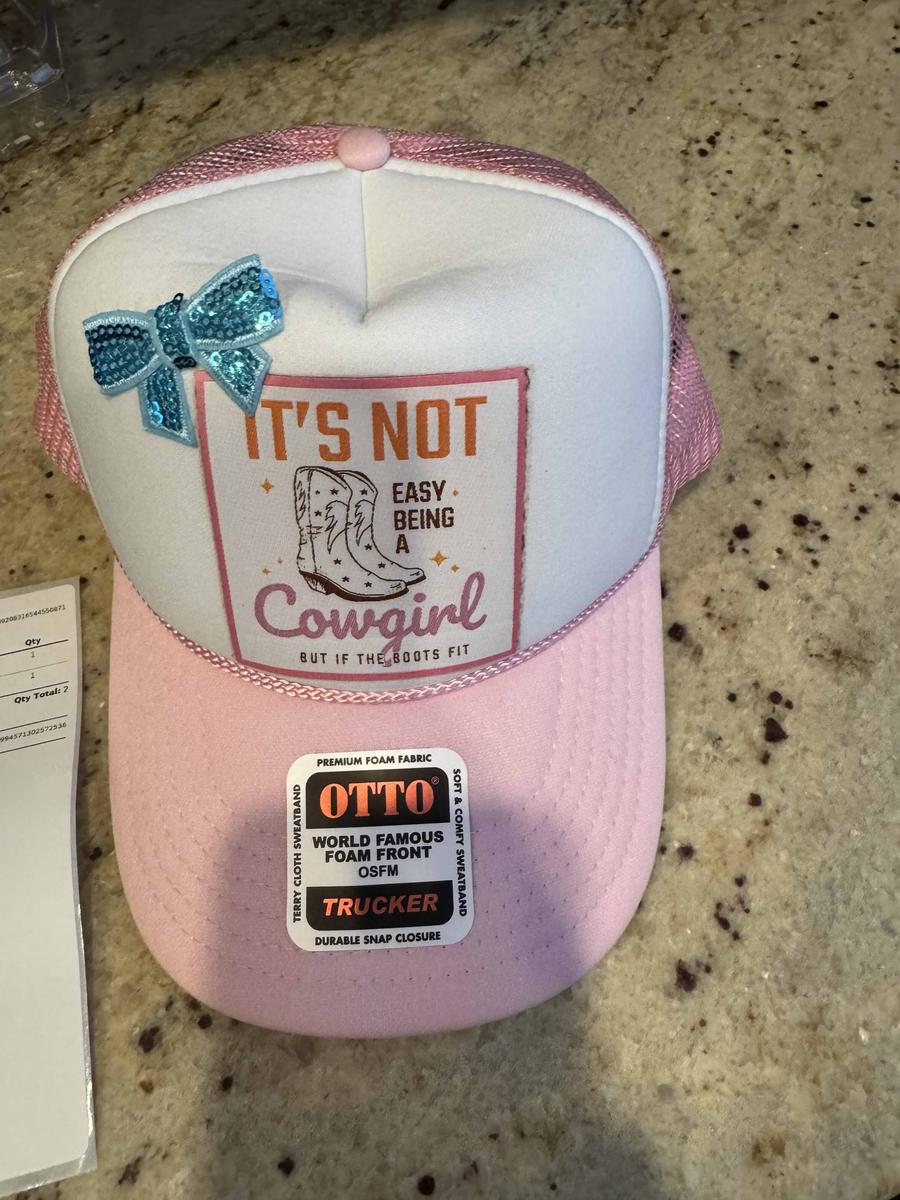 IT'S NOT
EASY
BEING
A
Cowgirl
BUT IF THE BOOTS FIT
PREMIUM FOAM FABRIC
TERRY CLOTH SWEATBAND
OTTO®
WORLD FAMOUS
FOAM FRONT
OSFM
TRUCKER
SOFT & COMFY SWEATBAND
DURABLE SNAP CLOSURE
Qty
1
1
Qty Total: 2